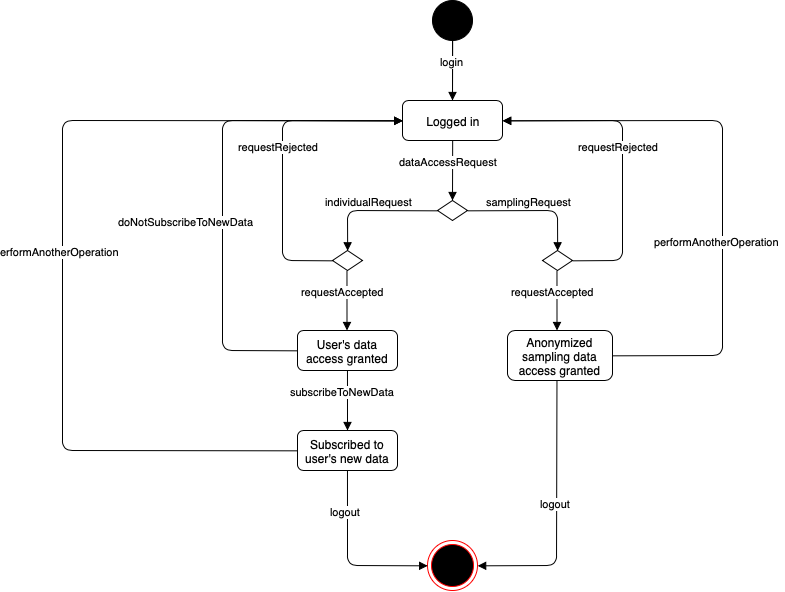 login
Logged in
requestRejected
requestRejected
dataAccessRequest
individualRequest
samplingRequest
doNotSubscribeToNewData
performAnotherOperation
erformAnotherOperation
requestAccepted
requestAccepted
User's data
access granted
Anonymized
sampling data
access granted
subscribeToNewData
Subscribed to
user's new data
logout
logout